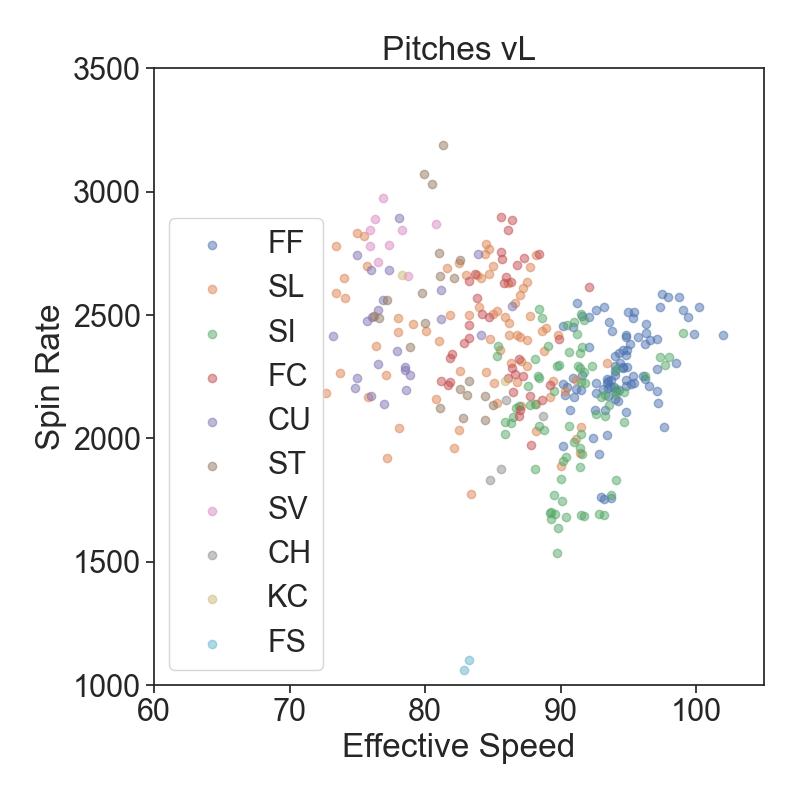 Pitches vL
3500
3000
2500
2000
1500
1000
Spin Rate
FF
SL
SI
FC
CU
ST
SV
CH
KC
FS
60 70 80 90 100
Effective Speed